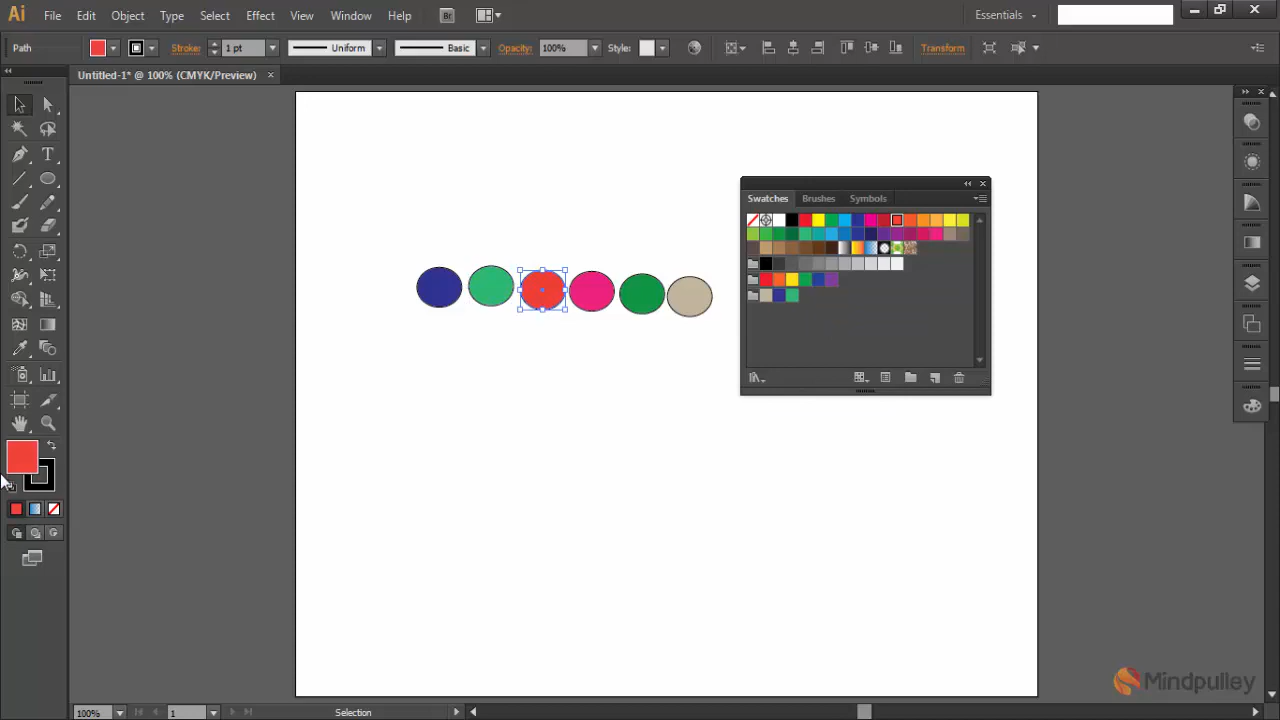 Ai File Edit Object Type Select Effect View Window Help Br Essentials
Path Stroke: 1 pt Uniform Basic Opacity: 100% Style: Transform
Untitled-1* @ 100% (CMYK/Preview) ×
Swatches Brushes Symbols
T
Mindpulley
100% 1 Selection